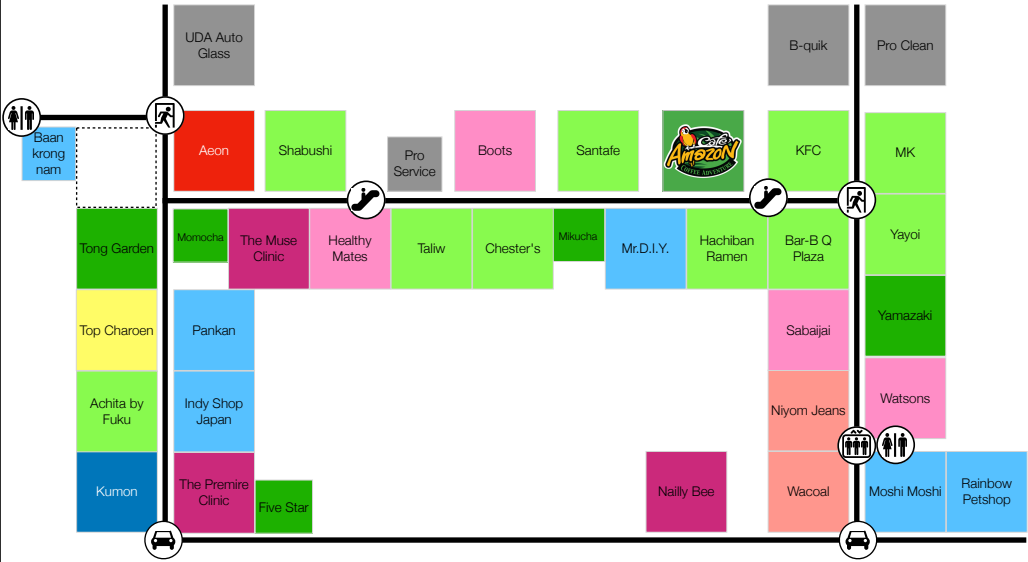 UDA Auto
Glass
B-quik
Pro Clean
Baan
krong
nam
Aeon
Shabushi
Pro
Service
Boots
Santafe
Café
Amazon
COFFEE ADVENTURE
KFC
MK
Tong Garden
Momocha
The Muse
Clinic
Healthy
Mates
Taliw
Chester's
Mikucha
Mr.D.I.Y.
Hachiban
Ramen
Bar-B Q
Plaza
Yayoi
Top Charoen
Pankan
Sabaijai
Yamazaki
Achita by
Fuku
Indy Shop
Japan
Niyom Jeans
Watsons
Kumon
The Premire
Clinic
Five Star
Nailly Bee
Wacoal
Moshi Moshi
Rainbow
Petshop